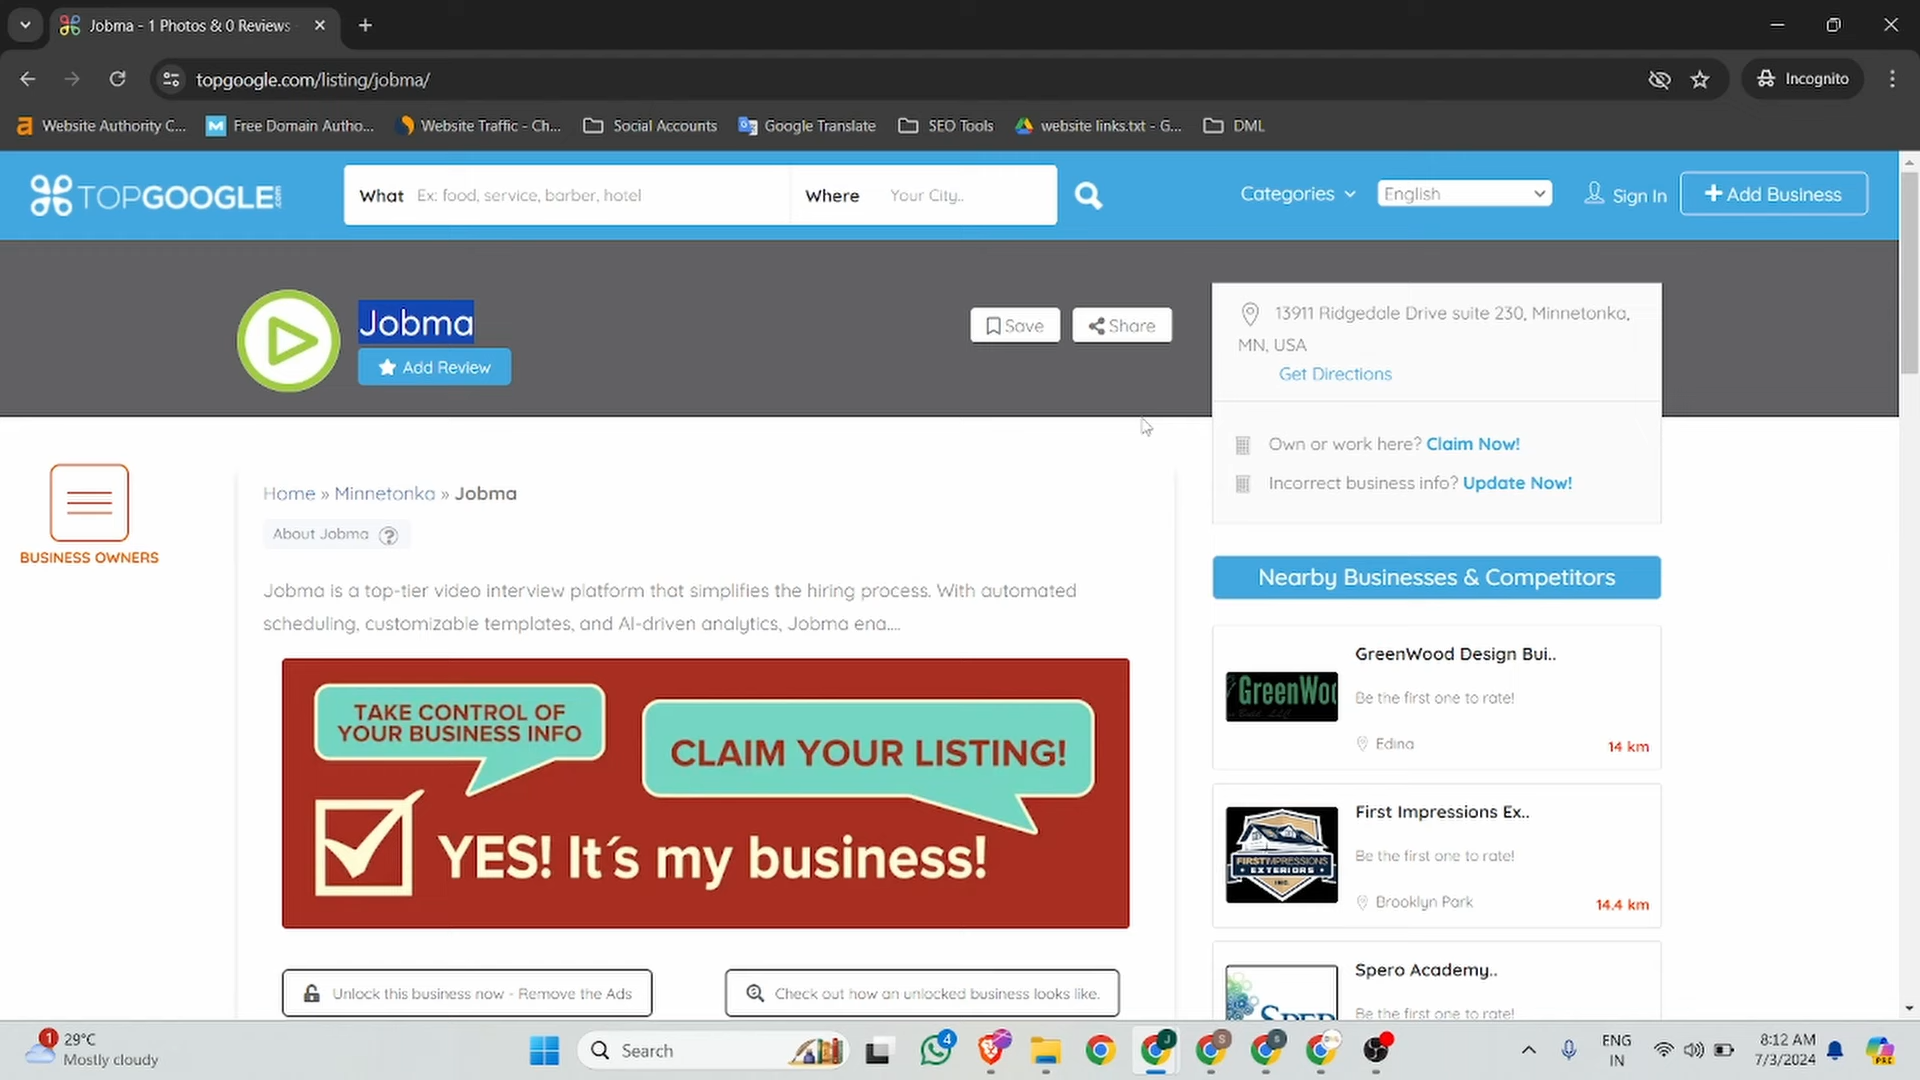 Jobma - 1 Photos & 0 Reviews
topgoogle.com/listing/jobma/
Incognito
Website Authority C...
Free Domain Autho...
Website Traffic - Ch...
Social Accounts
Google Translate
SEO Tools
website links.txt - G...
DML
TOPGOOGLE.com
What Ex: food, service, barber, hotel
Where Your City..
Categories
English
Sign In
+ Add Business
Jobma
Add Review
Save
Share
13911 Ridgedale Drive suite 230, Minnetonka,
MN, USA
Get Directions
Own or work here? Claim Now!
Incorrect business info? Update Now!
BUSINESS OWNERS
Home » Minnetonka » Jobma
About Jobma ?
Jobma is a top-tier video interview platform that simplifies the hiring process. With automated
scheduling, customizable templates, and AI-driven analytics, Jobma ena....
TAKE CONTROL OF
YOUR BUSINESS INFO
CLAIM YOUR LISTING!
YES! It´s my business!
Unlock this business now - Remove the Ads
Check out how an unlocked business looks like.
Nearby Businesses & Competitors
GreenWoo
GreenWood Design Bui..
Be the first one to rate!
Edina
14 km
FIRST IMPRESSIONS
EXTERIORS
INC.
First Impressions Ex..
Be the first one to rate!
Brooklyn Park
14.4 km
SPER
Spero Academy..
Be the first one to rate!
1
29°C
Mostly cloudy
Search
4
J
S
S
ENG
IN
8:12 AM
7/3/2024
PRE